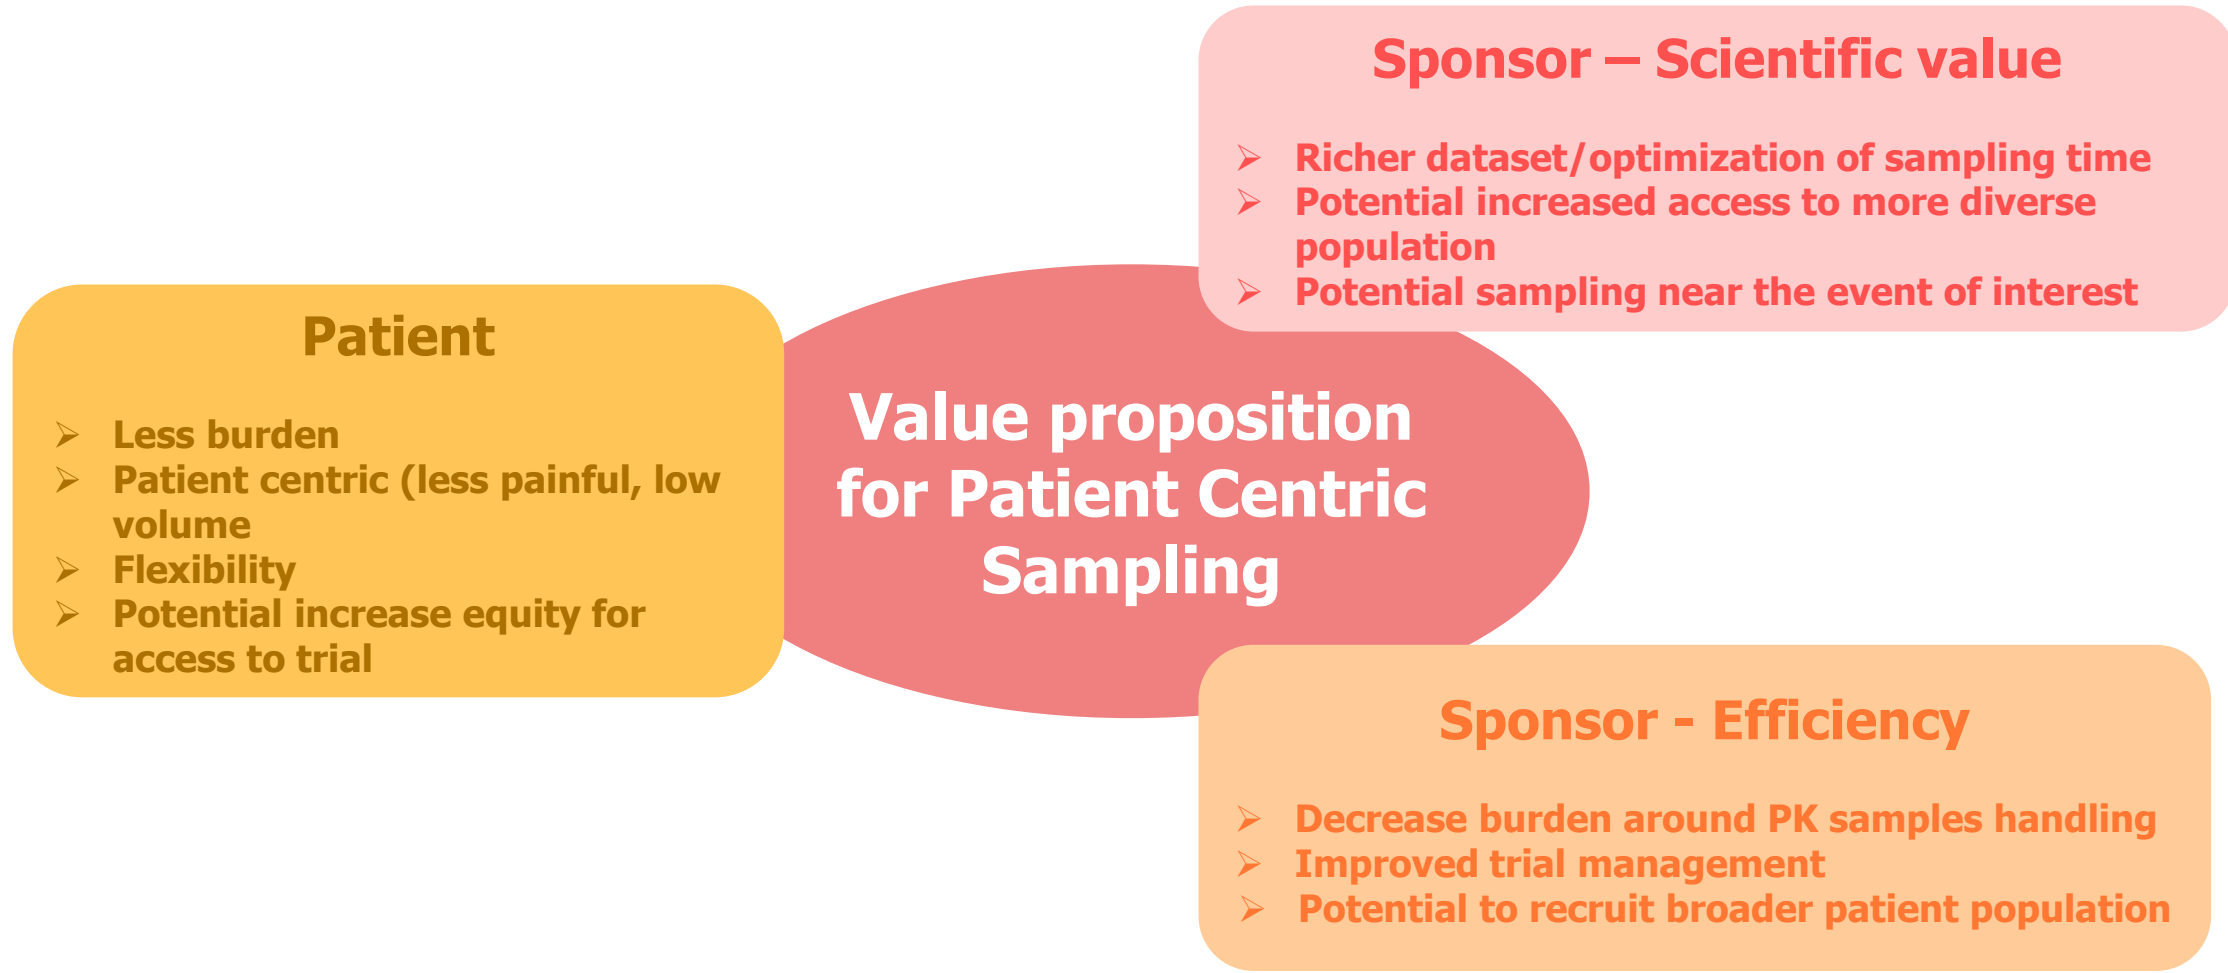 Sponsor – Scientific value
➢ Richer dataset/optimization of sampling time
➢ Potential increased access to more diverse
population
➢ Potential sampling near the event of interest
Patient
➢ Less burden
➢ Patient centric (less painful, low
volume
➢ Flexibility
➢ Potential increase equity for
access to trial
Value proposition
for Patient Centric
Sampling
Sponsor - Efficiency
➢ Decrease burden around PK samples handling
➢ Improved trial management
➢ Potential to recruit broader patient population